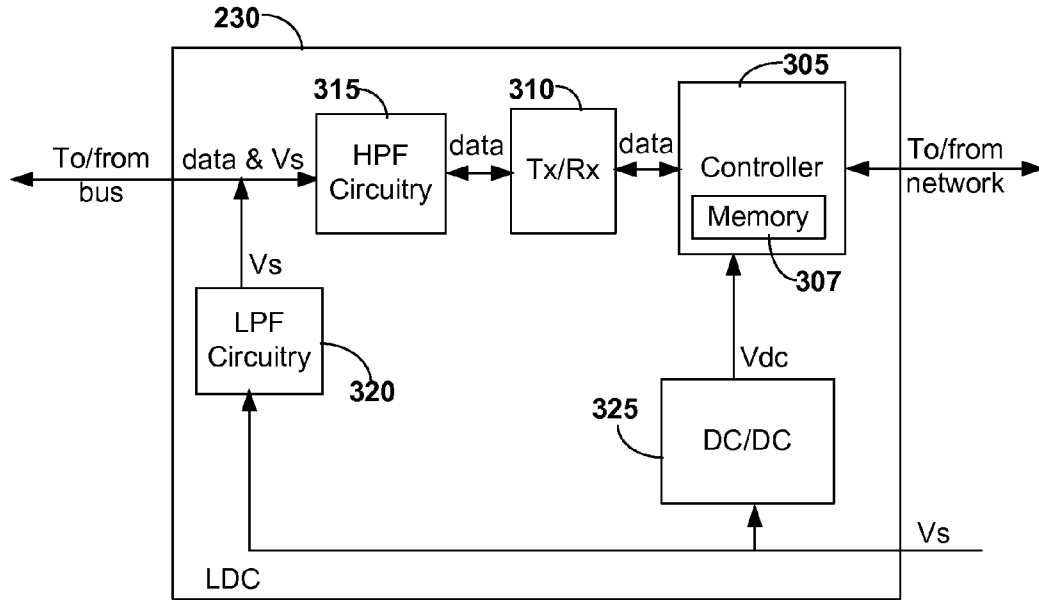 230
315
310
305
To/from
bus
data & Vs
HPF
Circuitry
data
Tx/Rx
data
Controller
Memory
To/from
network
307
Vs
LPF
Circuitry
320
Vdc
325
DC/DC
Vs
LDC